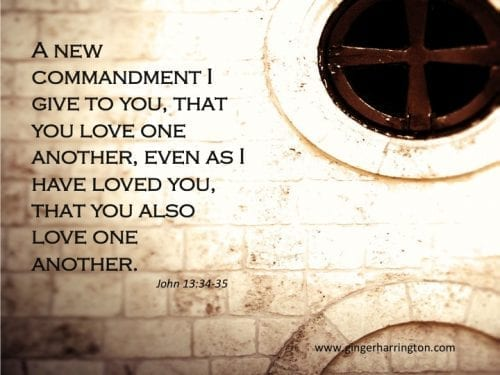 A NEW
COMMANDMENT I
GIVE TO YOU, THAT
YOU LOVE ONE
ANOTHER, EVEN AS I
HAVE LOVED YOU,
THAT YOU ALSO
LOVE ONE
ANOTHER.
John 13:34-35
www.gingerharrington.com